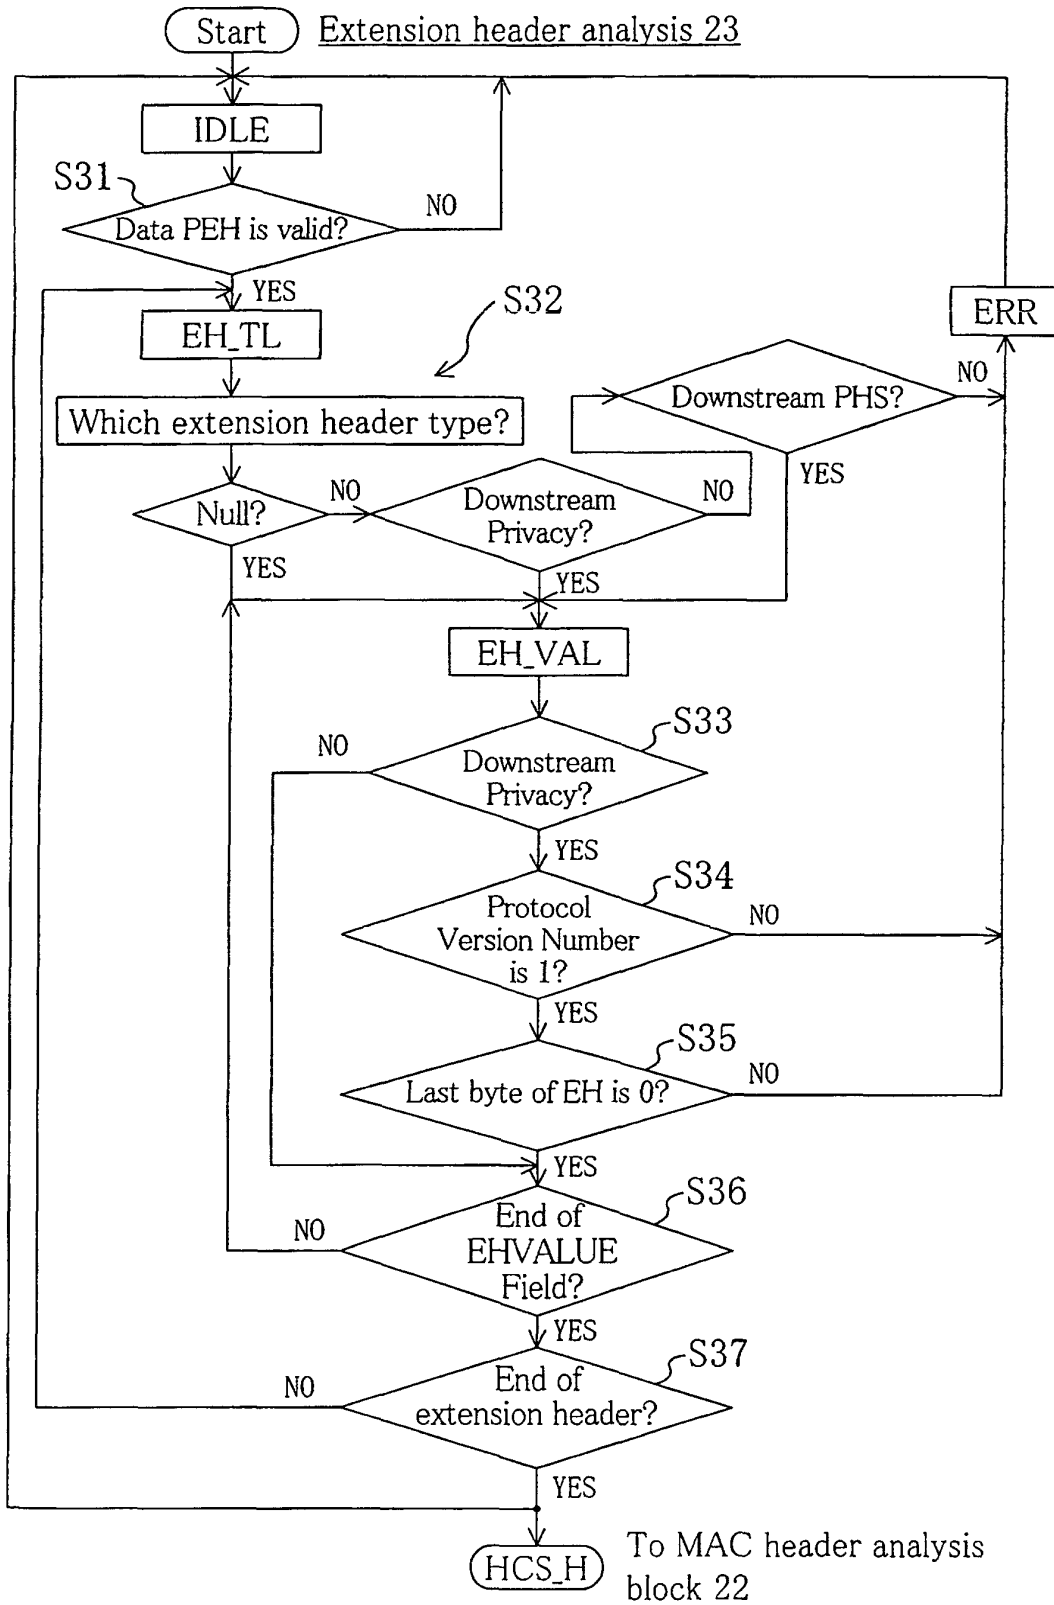 Start
Extension header analysis 23
IDLE
S31
Data PEH is valid?
NO
YES
S32
EH_TL
ERR
Which extension header type?
Downstream PHS?
NO
YES
Null?
NO
YES
Downstream
Privacy?
NO
YES
EH_VAL
S33
Downstream
Privacy?
NO
YES
S34
Protocol
Version Number
is 1?
NO
YES
S35
Last byte of EH is 0?
NO
YES
S36
End of
EHVALUE
Field?
NO
YES
S37
End of
extension header?
NO
YES
HCS_H
To MAC header analysis
block 22